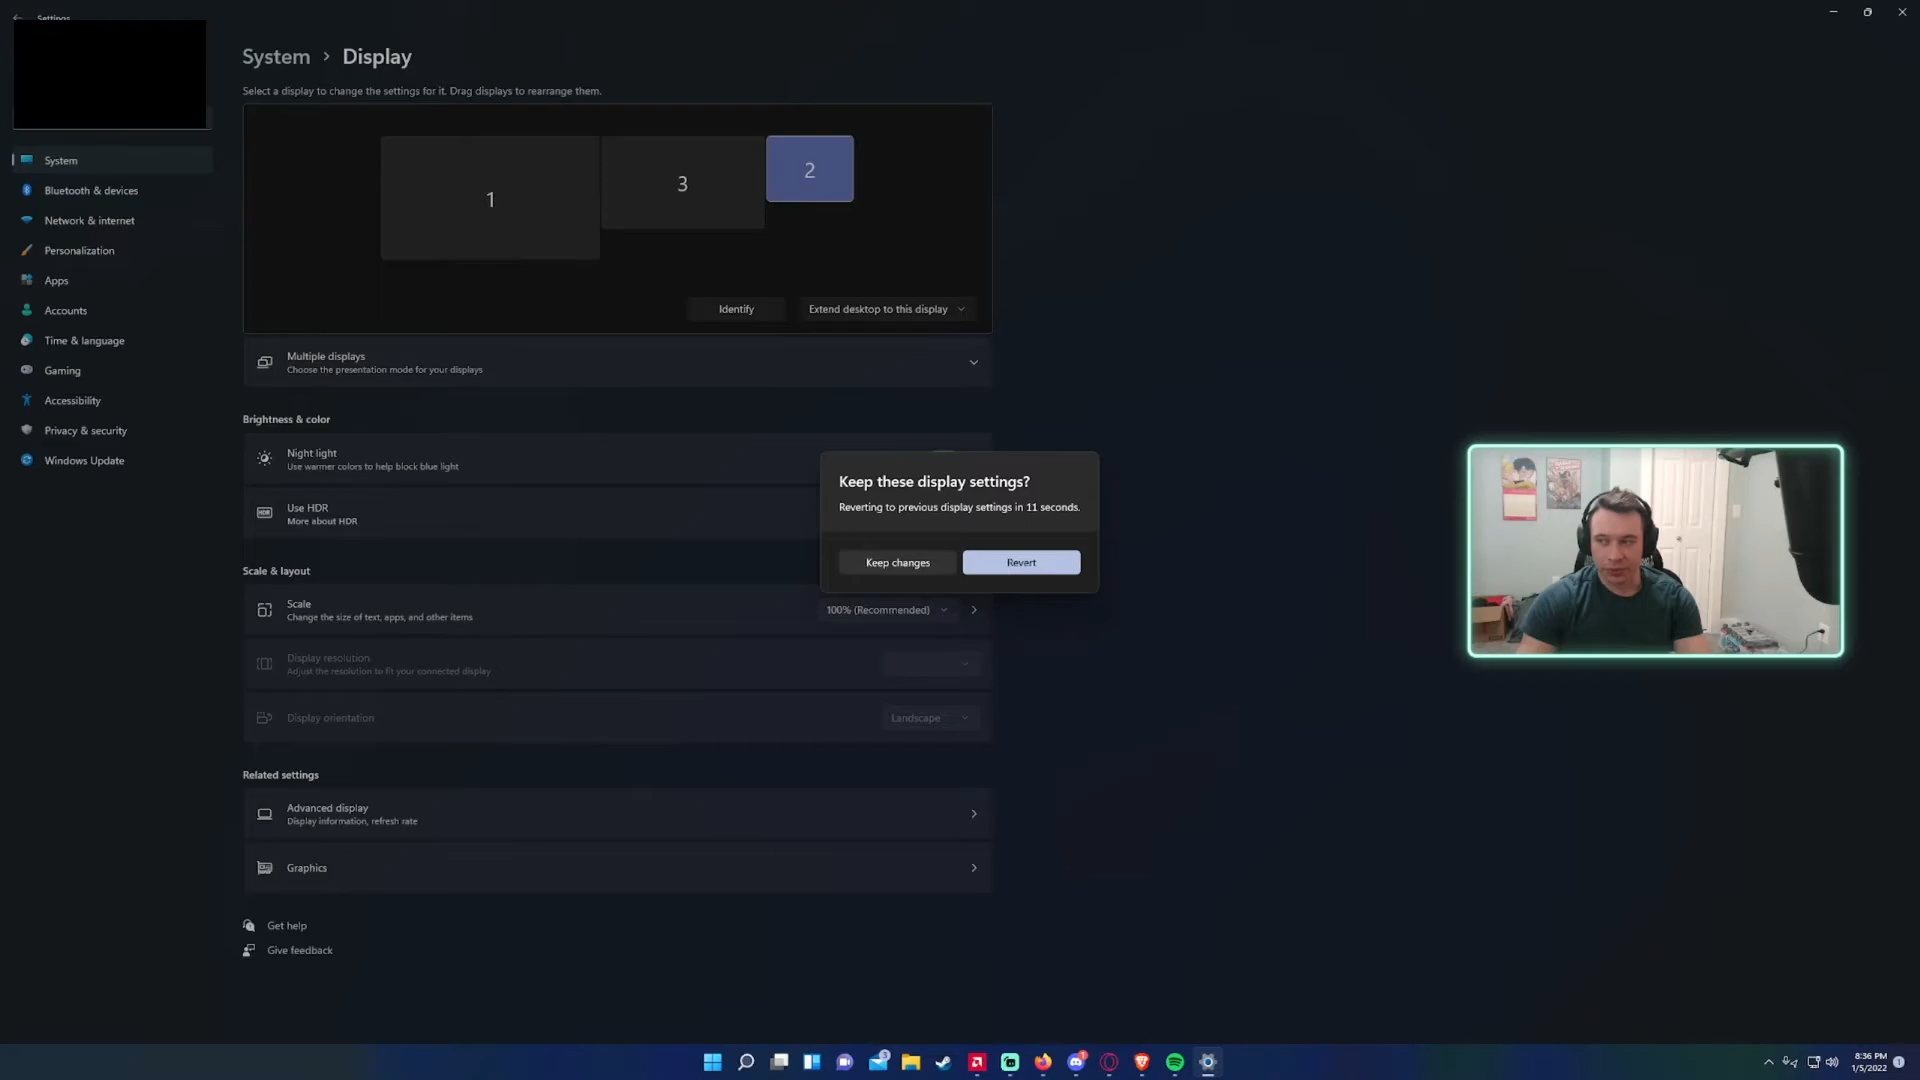 Settings
System > Display
Select a display to change the settings for it. Drag displays to rearrange them.
1
3
2
Identify
Extend desktop to this display
System
Bluetooth & devices
Network & internet
Personalization
Apps
Accounts
Time & language
Gaming
Accessibility
Privacy & security
Windows Update
Multiple displays
Choose the presentation mode for your displays
Brightness & color
Night light
Use warmer colors to help block blue light
HDR
Use HDR
More about HDR
Keep these display settings?
Reverting to previous display settings in 11 seconds.
Keep changes
Revert
Scale & layout
Scale
Change the size of text, apps, and other items
100% (Recommended)
Display resolution
Adjust the resolution to fit your connected display
Display orientation
Landscape
Related settings
Advanced display
Display information, refresh rate
Graphics
Get help
Give feedback
8:36 PM
1/5/2022